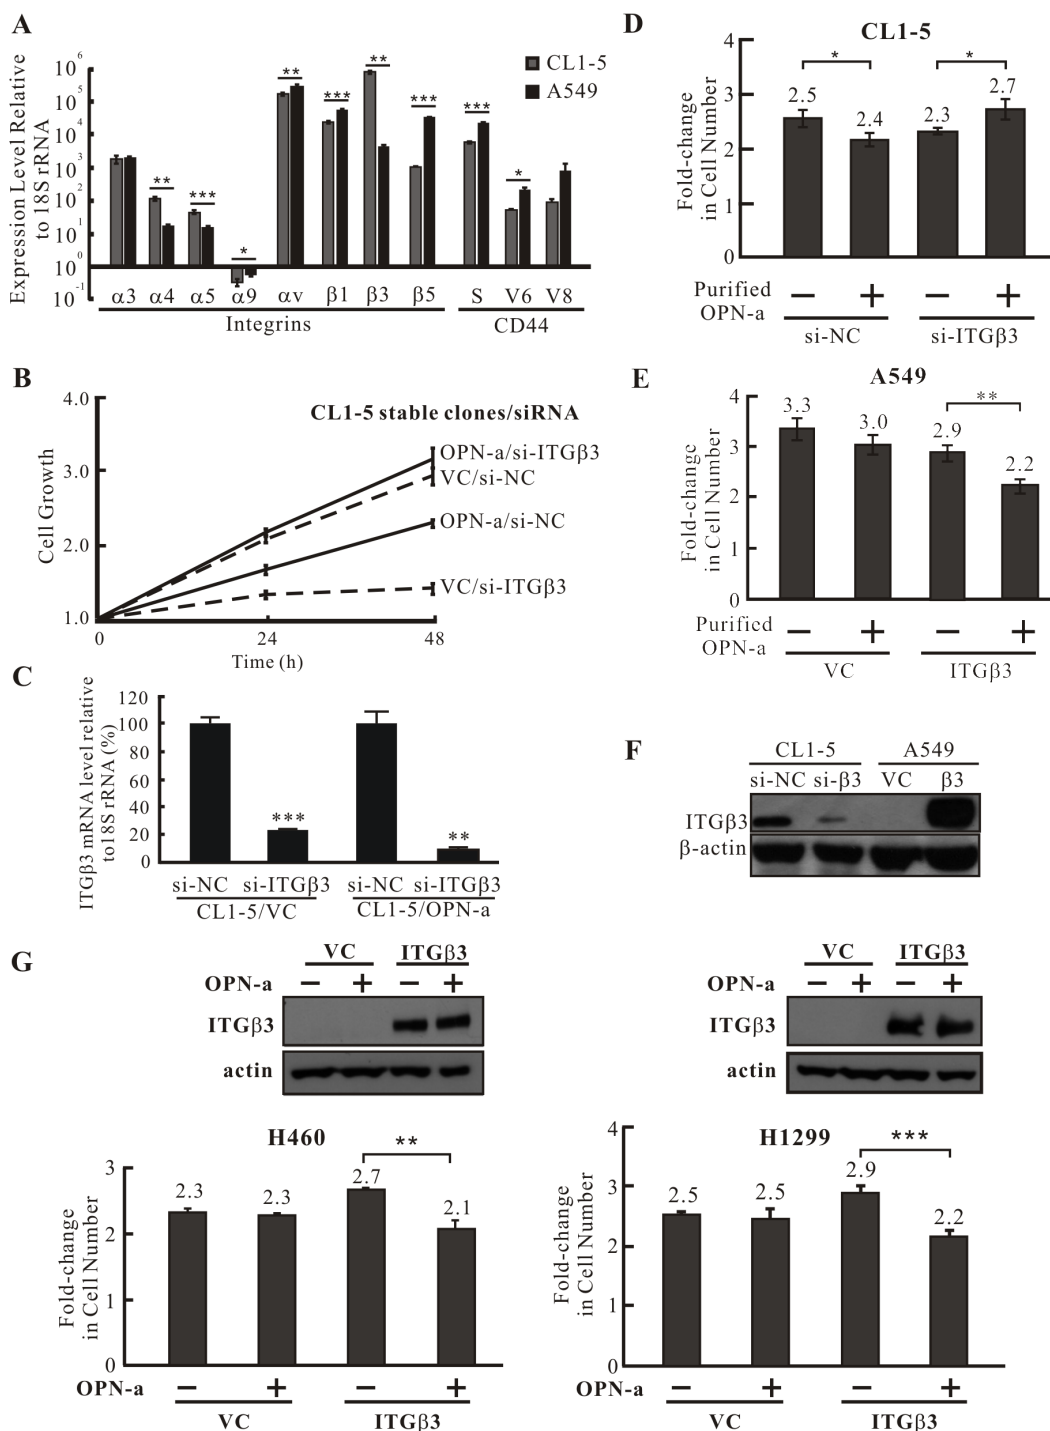 A
Expression Level Relative
to 18S rRNA
10^6
10^5
10^4
10^3
10^2
10^1
10^0
10^-1
CL1-5
A549
** *** * ** *** ** *** *** *
α3 α4 α5 α9 αv β1 β3 β5 S V6 V8
Integrins CD44
B
CL1-5 stable clones/siRNA
Cell Growth
4.0
3.0
2.0
1.0
OPN-a/si-ITGβ3
VC/si-NC
OPN-a/si-NC
VC/si-ITGβ3
0 24 48
Time (h)
C
ITGβ3 mRNA level relative
to18S rRNA (%)
120
100
80
60
40
20
0
*** **
si-NC si-ITGβ3 si-NC si-ITGβ3
CL1-5/VC CL1-5/OPN-a
D
CL1-5
Fold-change
in Cell Number
4
3
2
1
0
* *
2.5 2.4 2.3 2.7
Purified
OPN-a
− + − +
si-NC si-ITGβ3
E
A549
Fold-change
in Cell Number
4
3
2
1
0
**
3.3 3.0 2.9 2.2
Purified
OPN-a
− + − +
VC ITGβ3
F
CL1-5 A549
si-NC si-β3 VC β3
ITGβ3
β-actin
G
VC ITGβ3
OPN-a − + − +
ITGβ3
actin
H460
Fold-change
in Cell Number
3
2
1
0
**
2.3 2.3 2.7 2.1
OPN-a − + − +
VC ITGβ3
VC ITGβ3
OPN-a − + − +
ITGβ3
actin
H1299
Fold-change
in Cell Number
4
3
2
1
0
***
2.5 2.5 2.9 2.2
OPN-a − + − +
VC ITGβ3